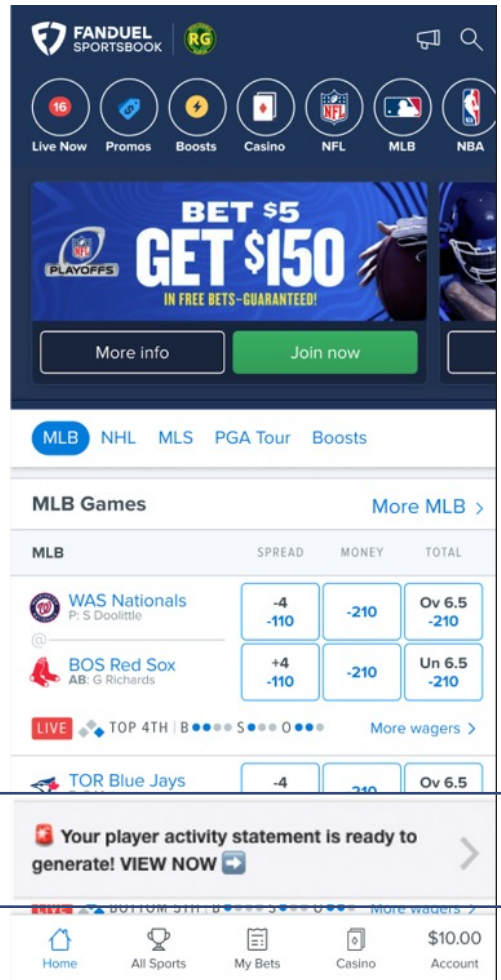 FANDUEL
SPORTSBOOK
RG
16
Live Now Promos Boosts Casino NFL MLB NBA
NFL
PLAYOFFS
BET $5
GET $150
IN FREE BETS-GUARANTEED!
More info Join now
MLB NHL MLS PGA Tour Boosts
MLB Games More MLB >
MLB SPREAD MONEY TOTAL
WAS Nationals -4 -210 Ov 6.5
P: S Doolittle -110 -210
@
BOS Red Sox +4 -210 Un 6.5
AB: G Richards -110 -210
LIVE TOP 4TH B S O More wagers >
TOR Blue Jays -4 -210 Ov 6.5
🚨 Your player activity statement is ready to
generate! VIEW NOW ➡️
LIVE BOTTOM 5TH B S O More wagers >
Home All Sports My Bets Casino $10.00
Account